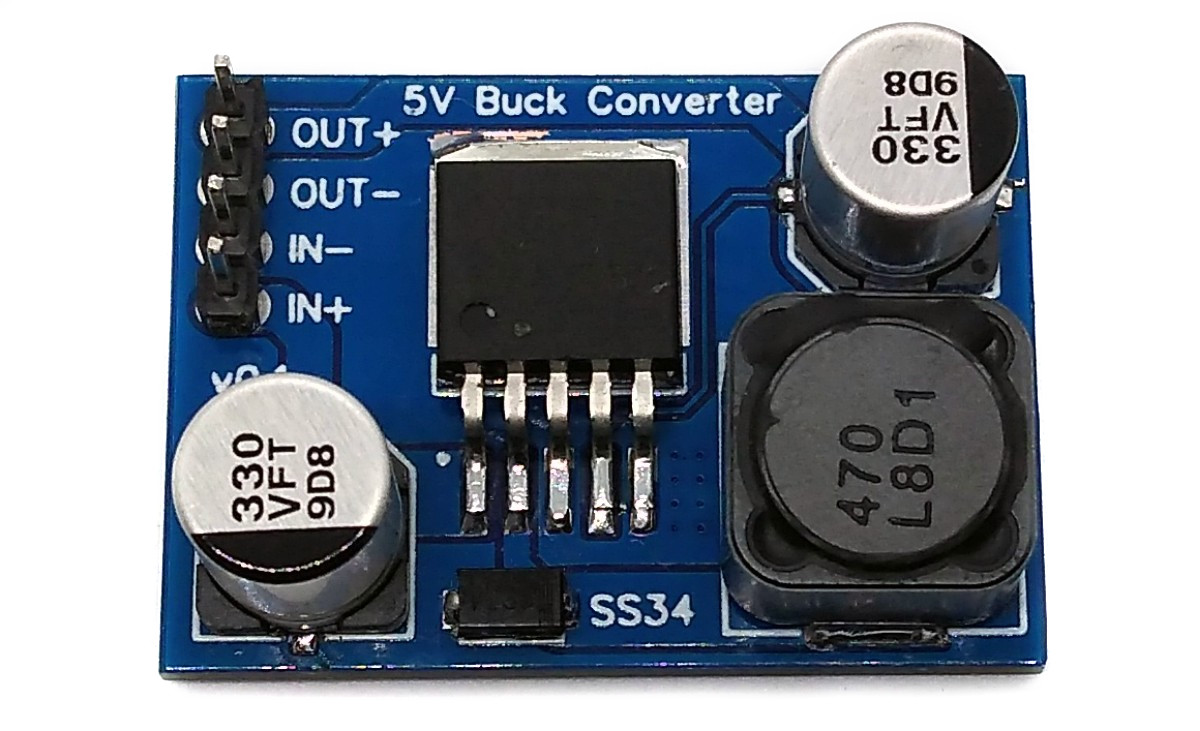 5V Buck Converter
OUT+
OUT-
IN-
IN+
330
VFT
9D8
330
VFT
9D8
470
L8D1
SS34